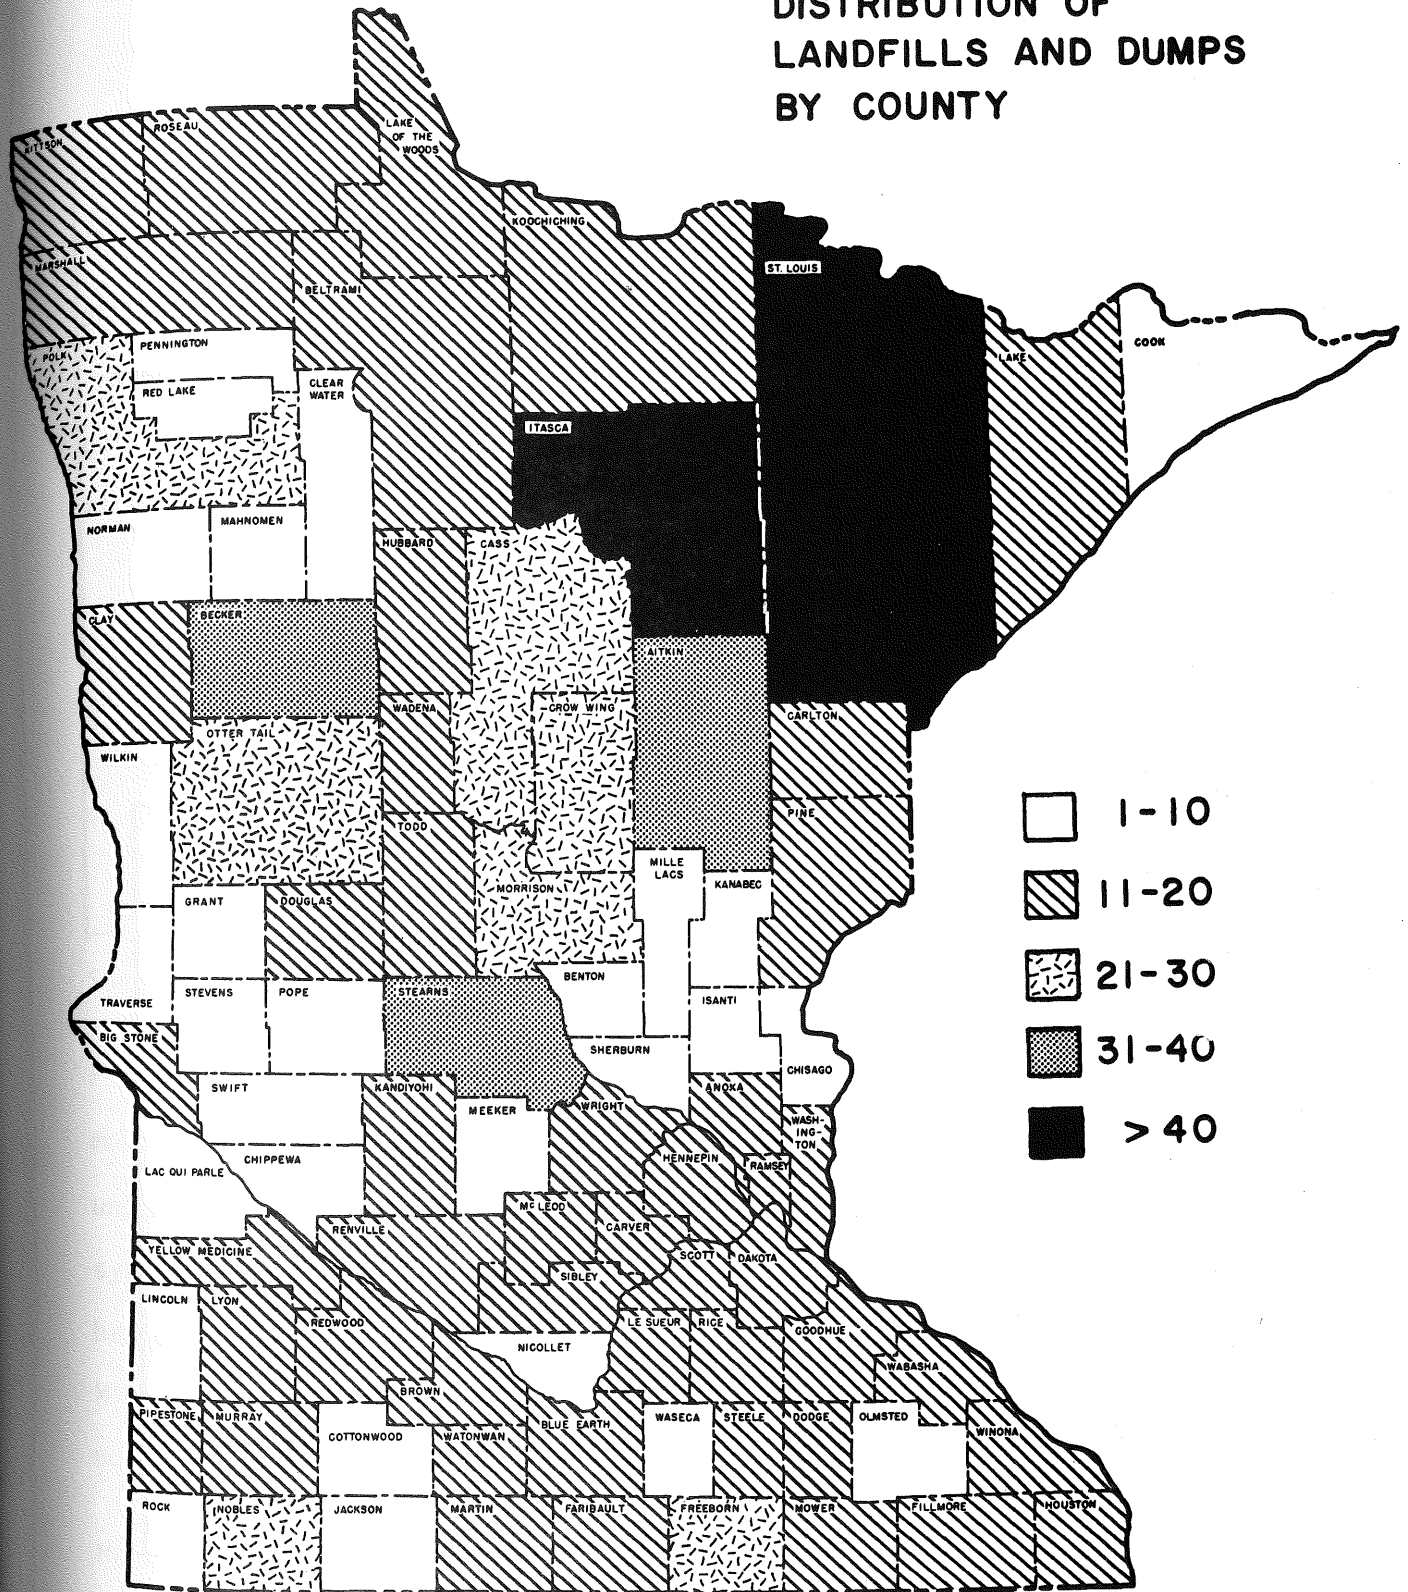 DISTRIBUTION OF
LANDFILLS AND DUMPS
BY COUNTY
KITTSON
ROSEAU
LAKE
OF THE
WOODS
KOOCHICHING
MARSHALL
BELTRAMI
ST. LOUIS
POLK
PENNINGTON
RED LAKE
CLEAR
WATER
LAKE
COOK
ITASCA
NORMAN
MAHNOMEN
HUBBARD
CASS
CLAY
BECKER
AITKIN
WADENA
CROW WING
CARLTON
WILKIN
OTTER TAIL
TODD
PINE
MILLE
LACS
KANABEC
GRANT
DOUGLAS
MORRISON
TRAVERSE
STEVENS
POPE
STEARNS
BENTON
ISANTI
BIG STONE
SHERBURN
CHISAGO
SWIFT
KANDIYOHI
MEEKER
WRIGHT
ANOKA
WASH-
ING-
TON
LAC QUI PARLE
CHIPPEWA
HENNEPIN
RAMSEY
McLEOD
CARVER
YELLOW MEDICINE
RENVILLE
SCOTT
DAKOTA
SIBLEY
LINCOLN
LYON
REDWOOD
NICOLLET
LE SUEUR
RICE
GOODHUE
WABASHA
BROWN
PIPESTONE
MURRAY
COTTONWOOD
WATONWAN
BLUE EARTH
WASECA
STEELE
DODGE
OLMSTED
WINONA
ROCK
NOBLES
JACKSON
MARTIN
FARIBAULT
FREEBORN
MOWER
FILLMORE
HOUSTON
1-10
11-20
21-30
31-40
>40